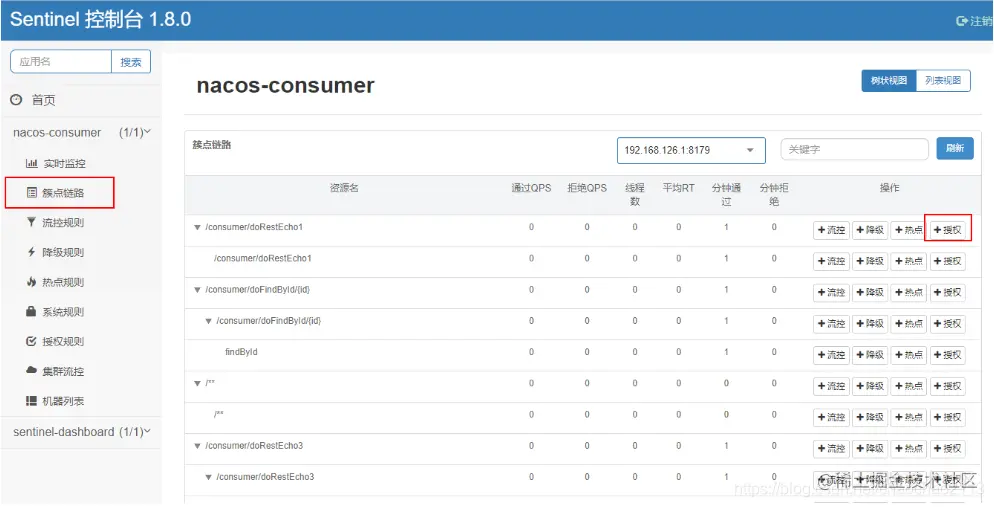 Sentinel 控制台 1.8.0
注销
应用名 搜索
首页
nacos-consumer (1/1)
实时监控
簇点链路
流控规则
降级规则
热点规则
系统规则
授权规则
集群流控
机器列表
sentinel-dashboard (1/1)
nacos-consumer
树状视图 列表视图
簇点链路 192.168.126.1:8179 关键字 刷新
资源名 通过QPS 拒绝QPS 线程数 平均RT 分钟通过 分钟拒绝 操作
/consumer/doRestEcho1 0 0 0 0 1 0 +流控 +降级 +热点 +授权
/consumer/doRestEcho1 0 0 0 0 1 0 +流控 +降级 +热点 +授权
/consumer/doFindById/{id} 0 0 0 0 1 0 +流控 +降级 +热点 +授权
/consumer/doFindById/{id} 0 0 0 0 1 0 +流控 +降级 +热点 +授权
findById 0 0 0 0 1 0 +流控 +降级 +热点 +授权
/** 0 0 0 0 0 0 +流控 +降级 +热点 +授权
/** 0 0 0 0 0 0 +流控 +降级 +热点 +授权
/consumer/doRestEcho3 0 0 0 0 1 0 +流控 +降级 +热点 +授权
/consumer/doRestEcho3 0 0 0 0 1 0 +流控 +降级 +热点 +授权
@稀土掘金技术社区